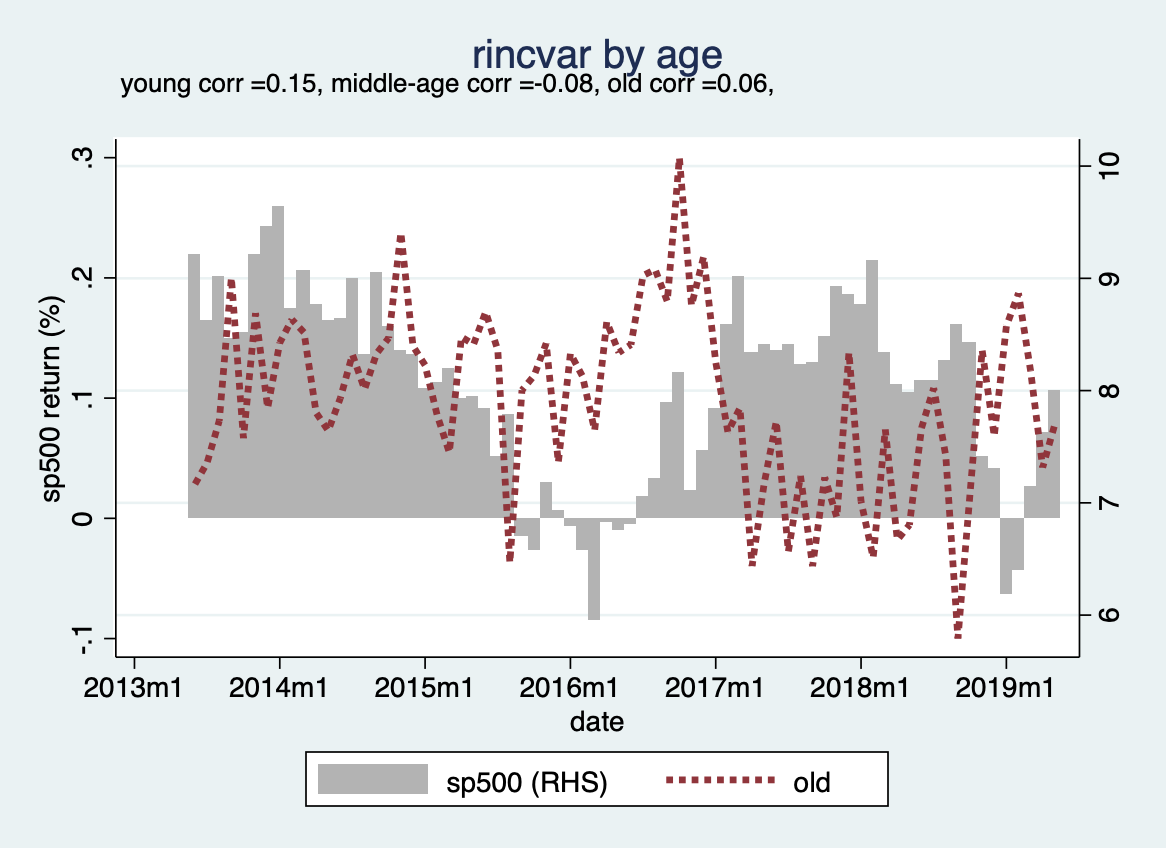 rincvar by age
young corr =0.15, middle-age corr =-0.08, old corr =0.06,
.3
.2
.1
0
-.1
sp500 return (%)
10
9
8
7
6
2013m1 2014m1 2015m1 2016m1 2017m1 2018m1 2019m1
date
sp500 (RHS) old